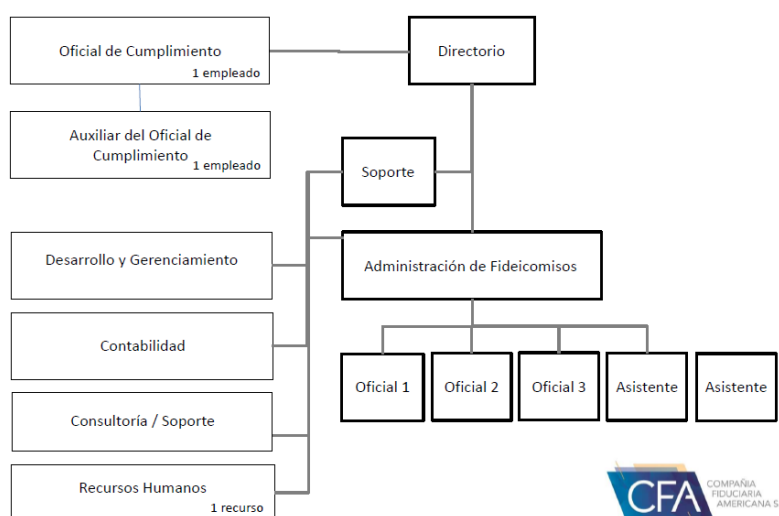 Oficial de Cumplimiento
1 empleado
Directorio
Auxiliar del Oficial de
Cumplimiento
1 empleado
Soporte
Desarrollo y Gerenciamiento
Administración de Fideicomisos
Contabilidad
Oficial 1
Oficial 2
Oficial 3
Asistente
Asistente
Consultoría / Soporte
Recursos Humanos
1 recurso
CFA
COMPAÑIA
FIDUCIARIA
AMERICANA S